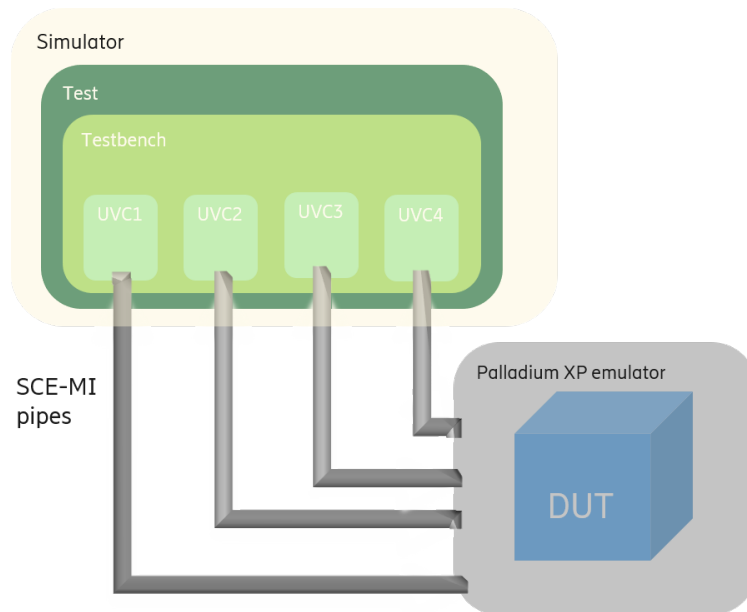 Simulator
Test
Testbench
UVC1 UVC2 UVC3 UVC4
SCE-MI
pipes
Palladium XP emulator
DUT